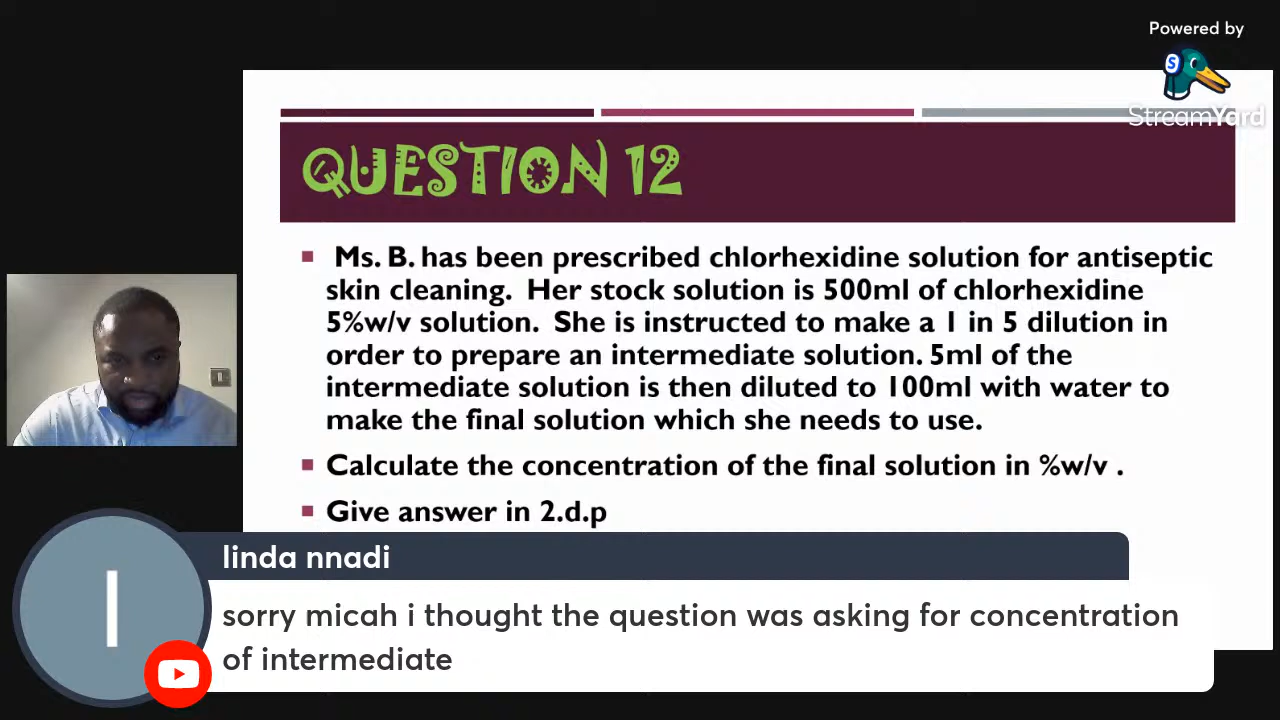 Powered by
S
StreamYard
QUESTION 12
Ms. B. has been prescribed chlorhexidine solution for antiseptic
skin cleaning. Her stock solution is 500ml of chlorhexidine
5%w/v solution. She is instructed to make a 1 in 5 dilution in
order to prepare an intermediate solution. 5ml of the
intermediate solution is then diluted to 100ml with water to
make the final solution which she needs to use.
Calculate the concentration of the final solution in %w/v .
Give answer in 2.d.p
l
linda nnadi
sorry micah i thought the question was asking for concentration
of intermediate